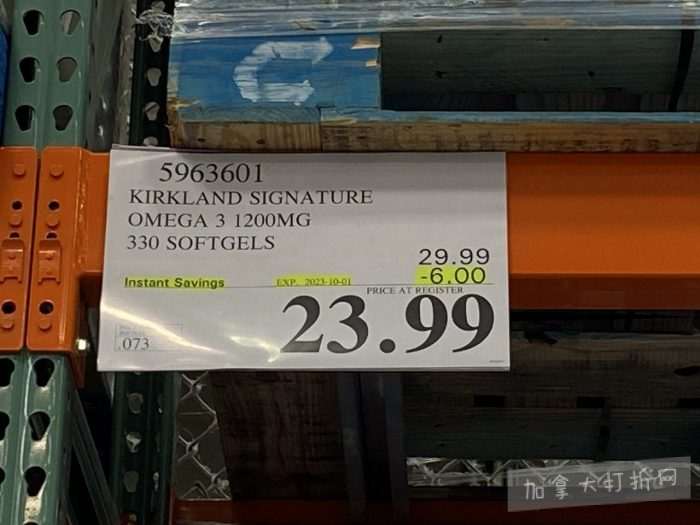 5963601
KIRKLAND SIGNATURE
OMEGA 3 1200MG
330 SOFTGELS
29.99
Instant Savings EXP. 2023-10-01 -6.00
PRICE AT REGISTER
23.99
.073
加拿大打折网